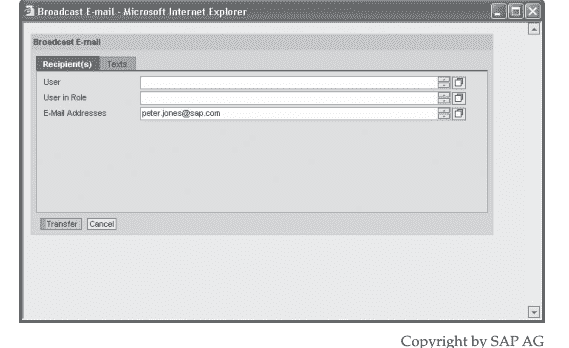 Broadcast E-mail - Microsoft Internet Explorer
Broadcast E-mail
Recipient(s) Texts
User
User in Role
E-Mail Addresses peter.jones@sap.com
Transfer Cancel
Copyright by SAP AG